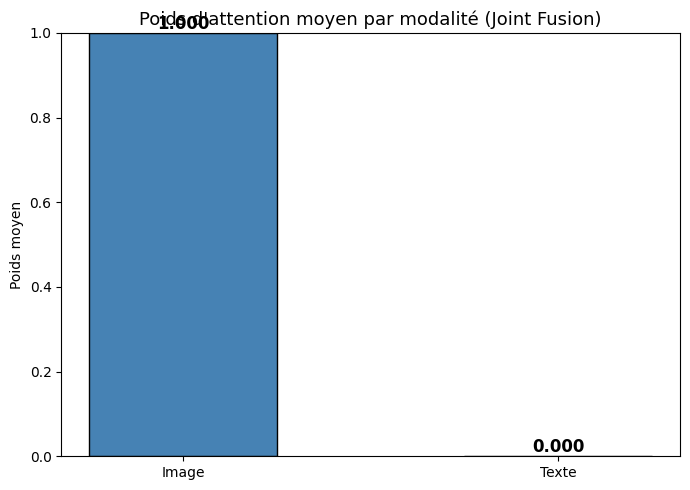 Poids d'attention moyen par modalité (Joint Fusion)
1.000
1.0
0.8
0.6
0.4
0.2
0.0
Poids moyen
0.000
Image
Texte